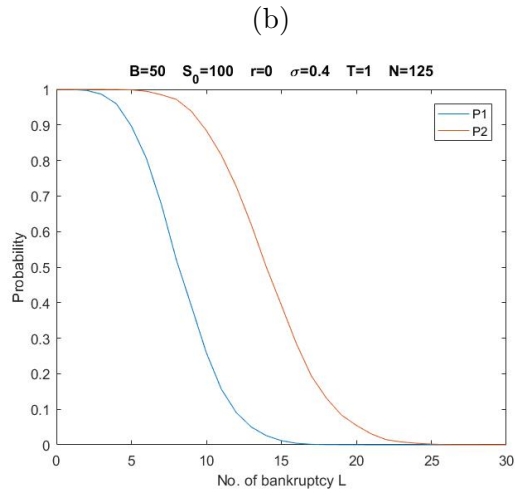 (b)
B=50 S₀=100 r=0 σ=0.4 T=1 N=125
P1
P2
1
0.9
0.8
0.7
0.6
0.5
0.4
0.3
0.2
0.1
0
Probability
0 5 10 15 20 25 30
No. of bankruptcy L